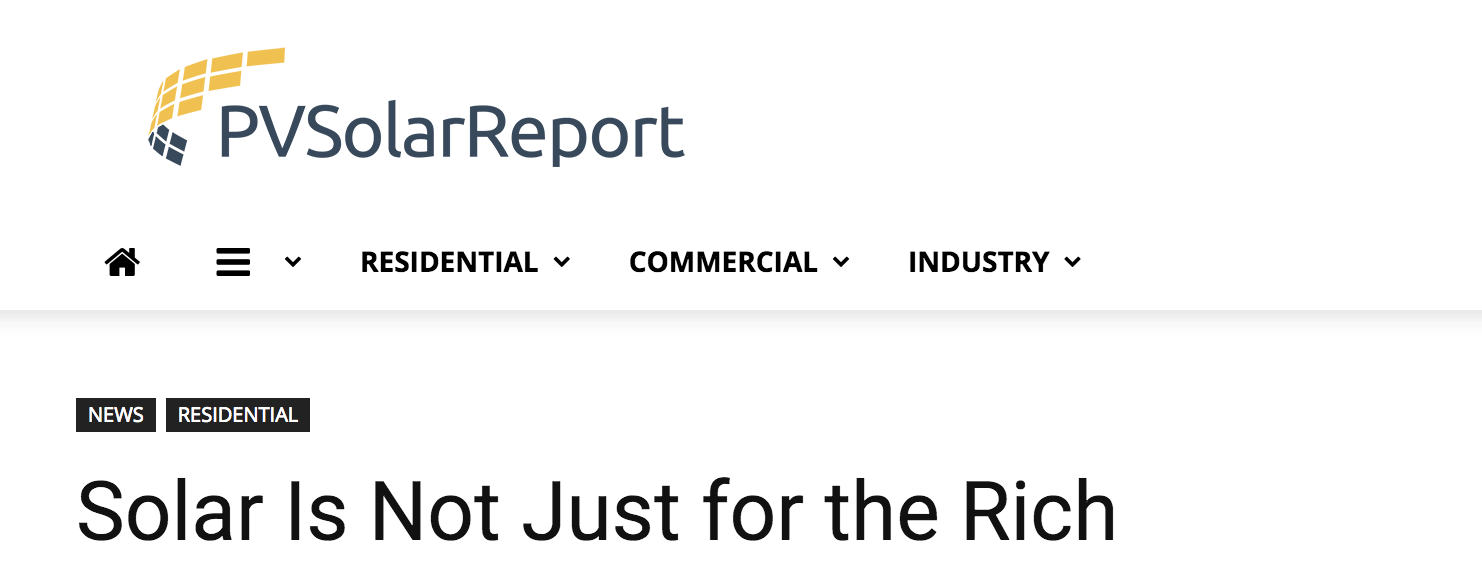 PVSolarReport
RESIDENTIAL COMMERCIAL INDUSTRY
NEWS RESIDENTIAL
Solar Is Not Just for the Rich